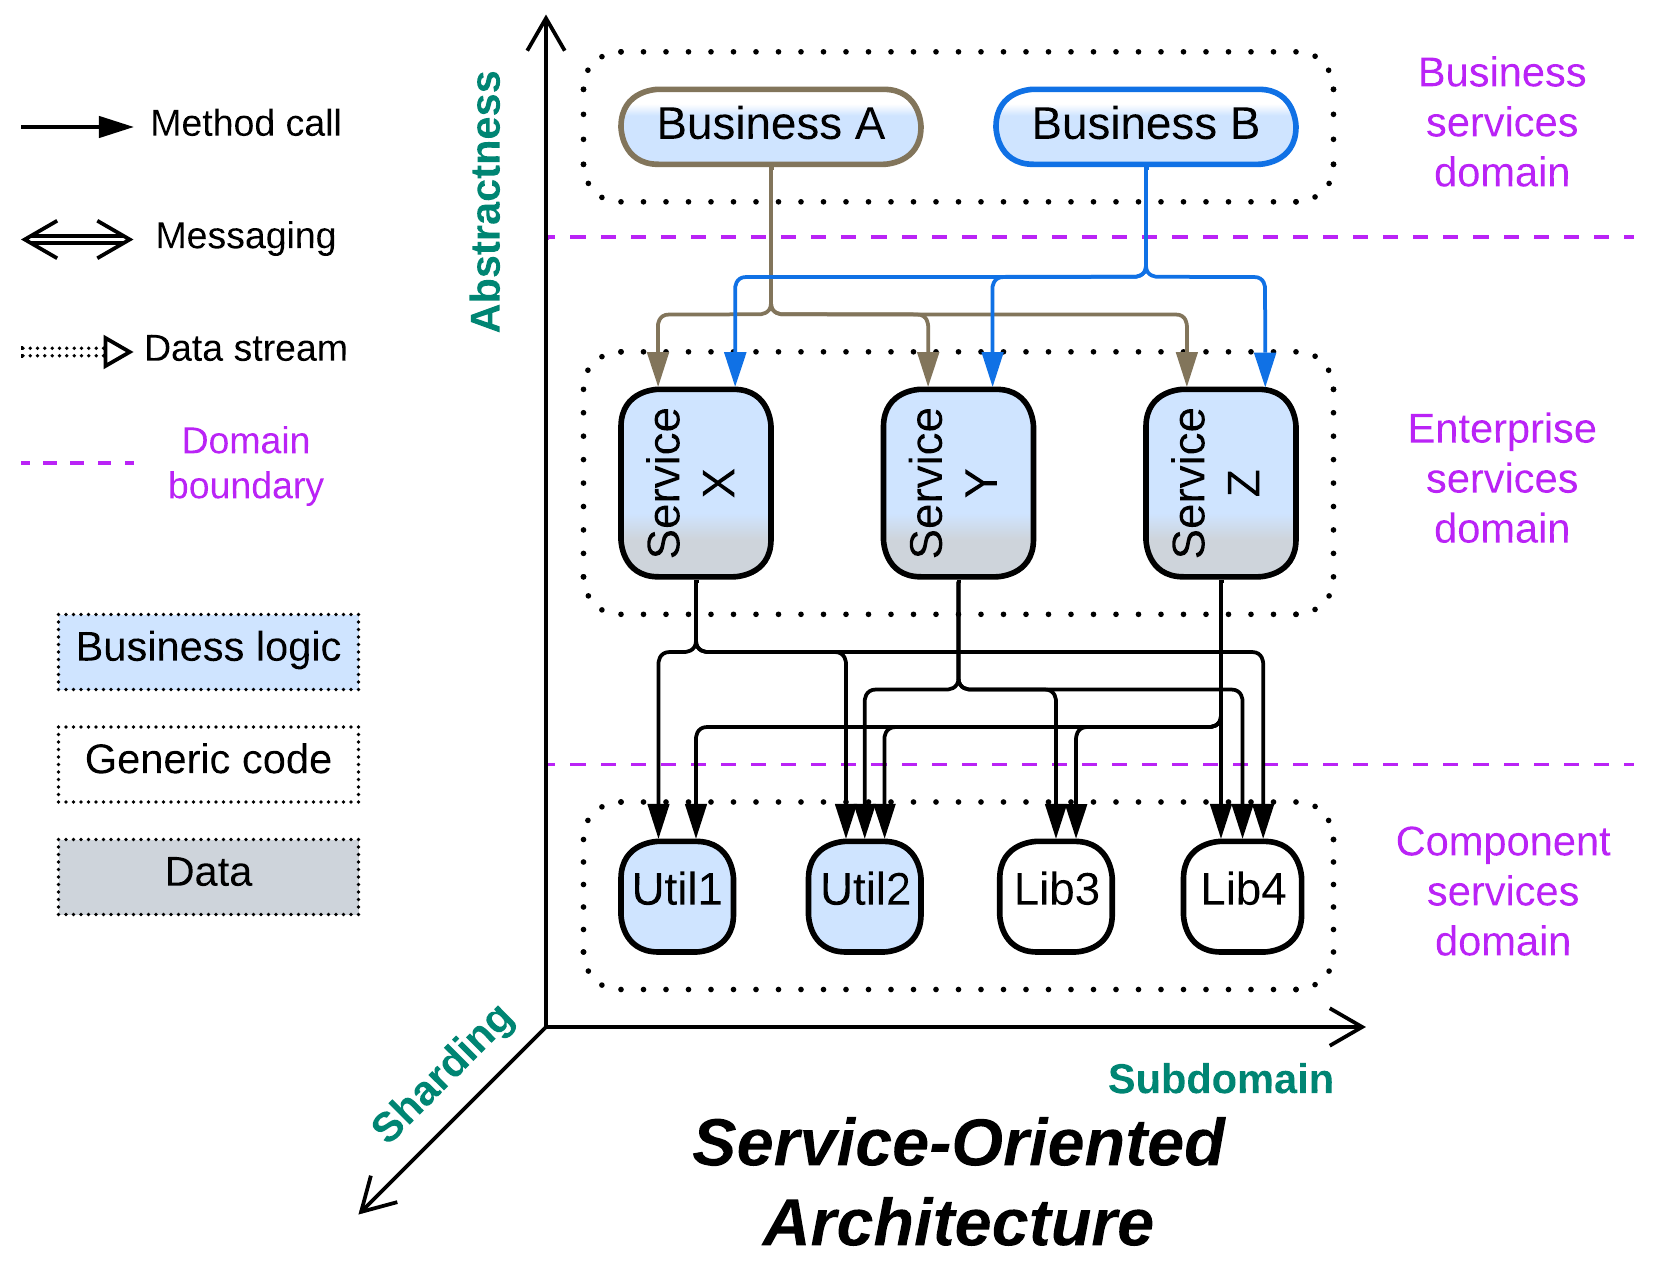 Method call
Messaging
Data stream
Domain
boundary
Business logic
Generic code
Data
Abstractness
Sharding
Subdomain
Business A
Business B
Business
services
domain
Service
X
Service
Y
Service
Z
Enterprise
services
domain
Util1
Util2
Lib3
Lib4
Component
services
domain
Service-Oriented
Architecture